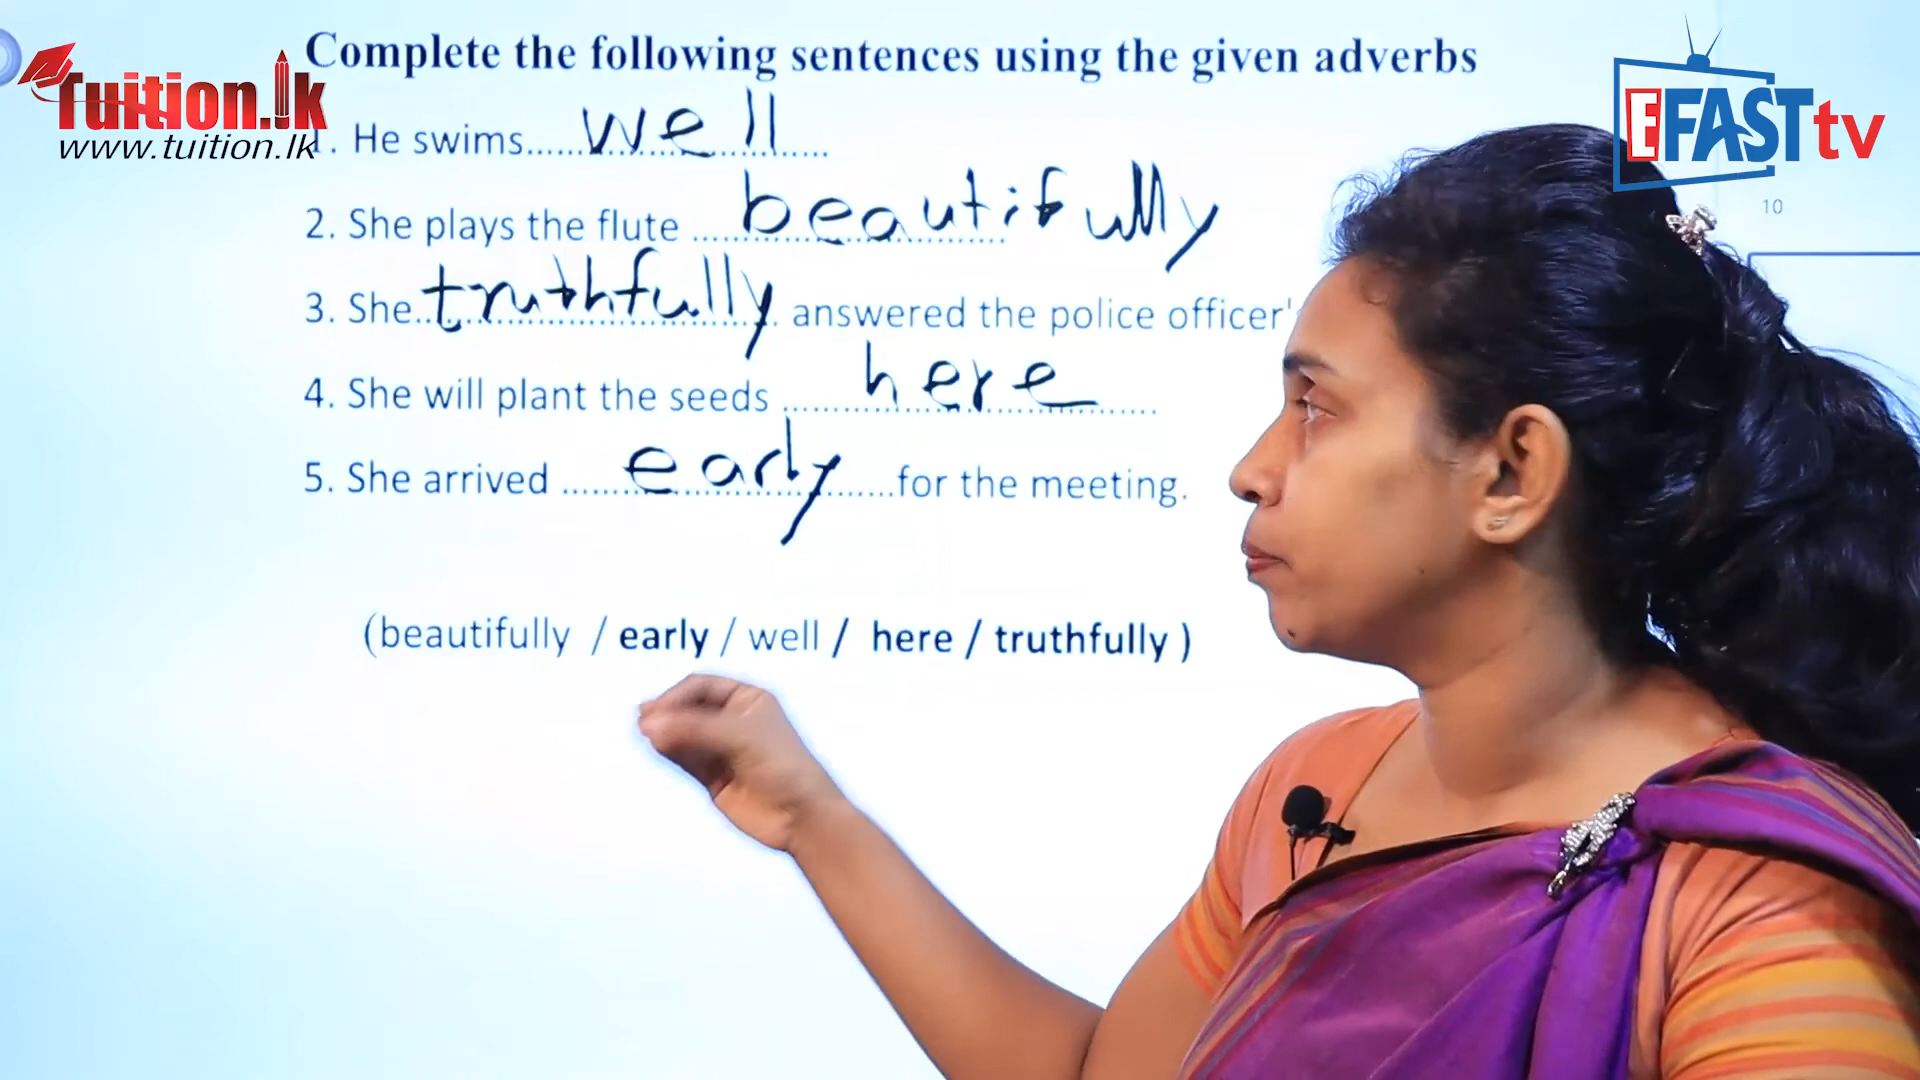 Complete the following sentences using the given adverbs
Tuition.lk
www.tuition.lk
EFAST tv
1. He swims......well......
10
2. She plays the flute ......beautifully
3. She......truthfully...... answered the police officer'
4. She will plant the seeds ......here......
5. She arrived ......early......for the meeting.
(beautifully / early / well / here / truthfully )